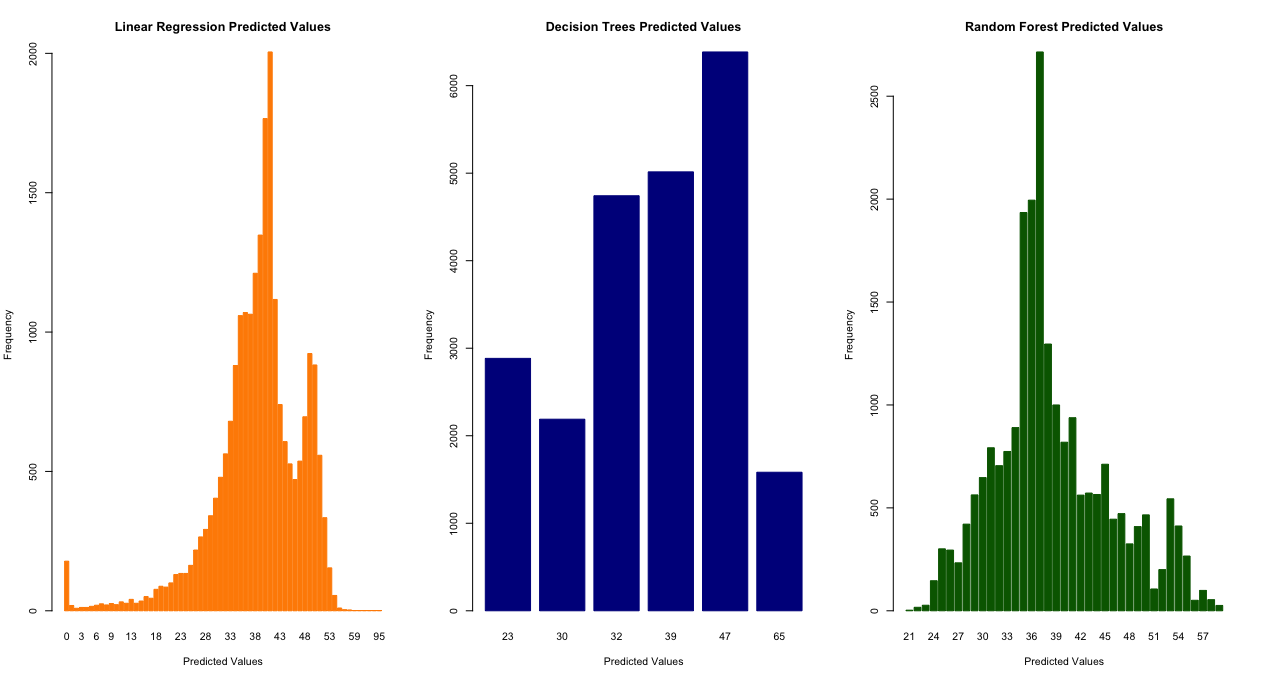 Linear Regression Predicted Values
Frequency
0
500
1000
1500
2000
0 3 6 9 13 18 23 28 33 38 43 48 53 59 95
Predicted Values
Decision Trees Predicted Values
Frequency
0
1000
2000
3000
4000
5000
6000
23 30 32 39 47 65
Predicted Values
Random Forest Predicted Values
Frequency
0
500
1000
1500
2000
2500
21 24 27 30 33 36 39 42 45 48 51 54 57
Predicted Values